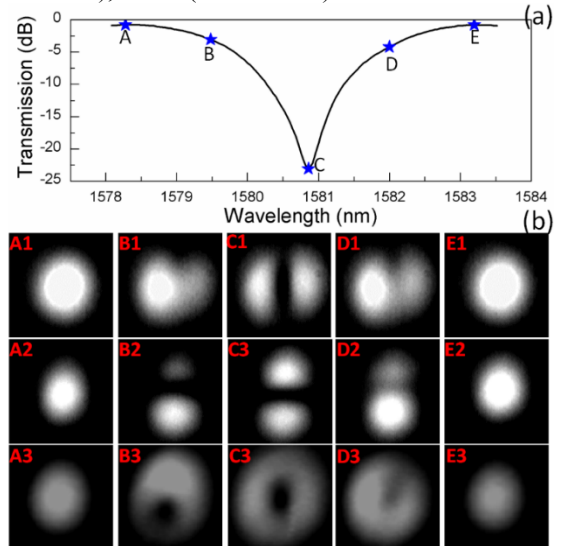 (a)
0
-5
-10
-15
-20
-25
Transmission (dB)
A
B
C
D
E
1578 1579 1580 1581 1582 1583 1584
Wavelength (nm)
(b)
A1 B1 C1 D1 E1
A2 B2 C3 D2 E2
A3 B3 C3 D3 E3